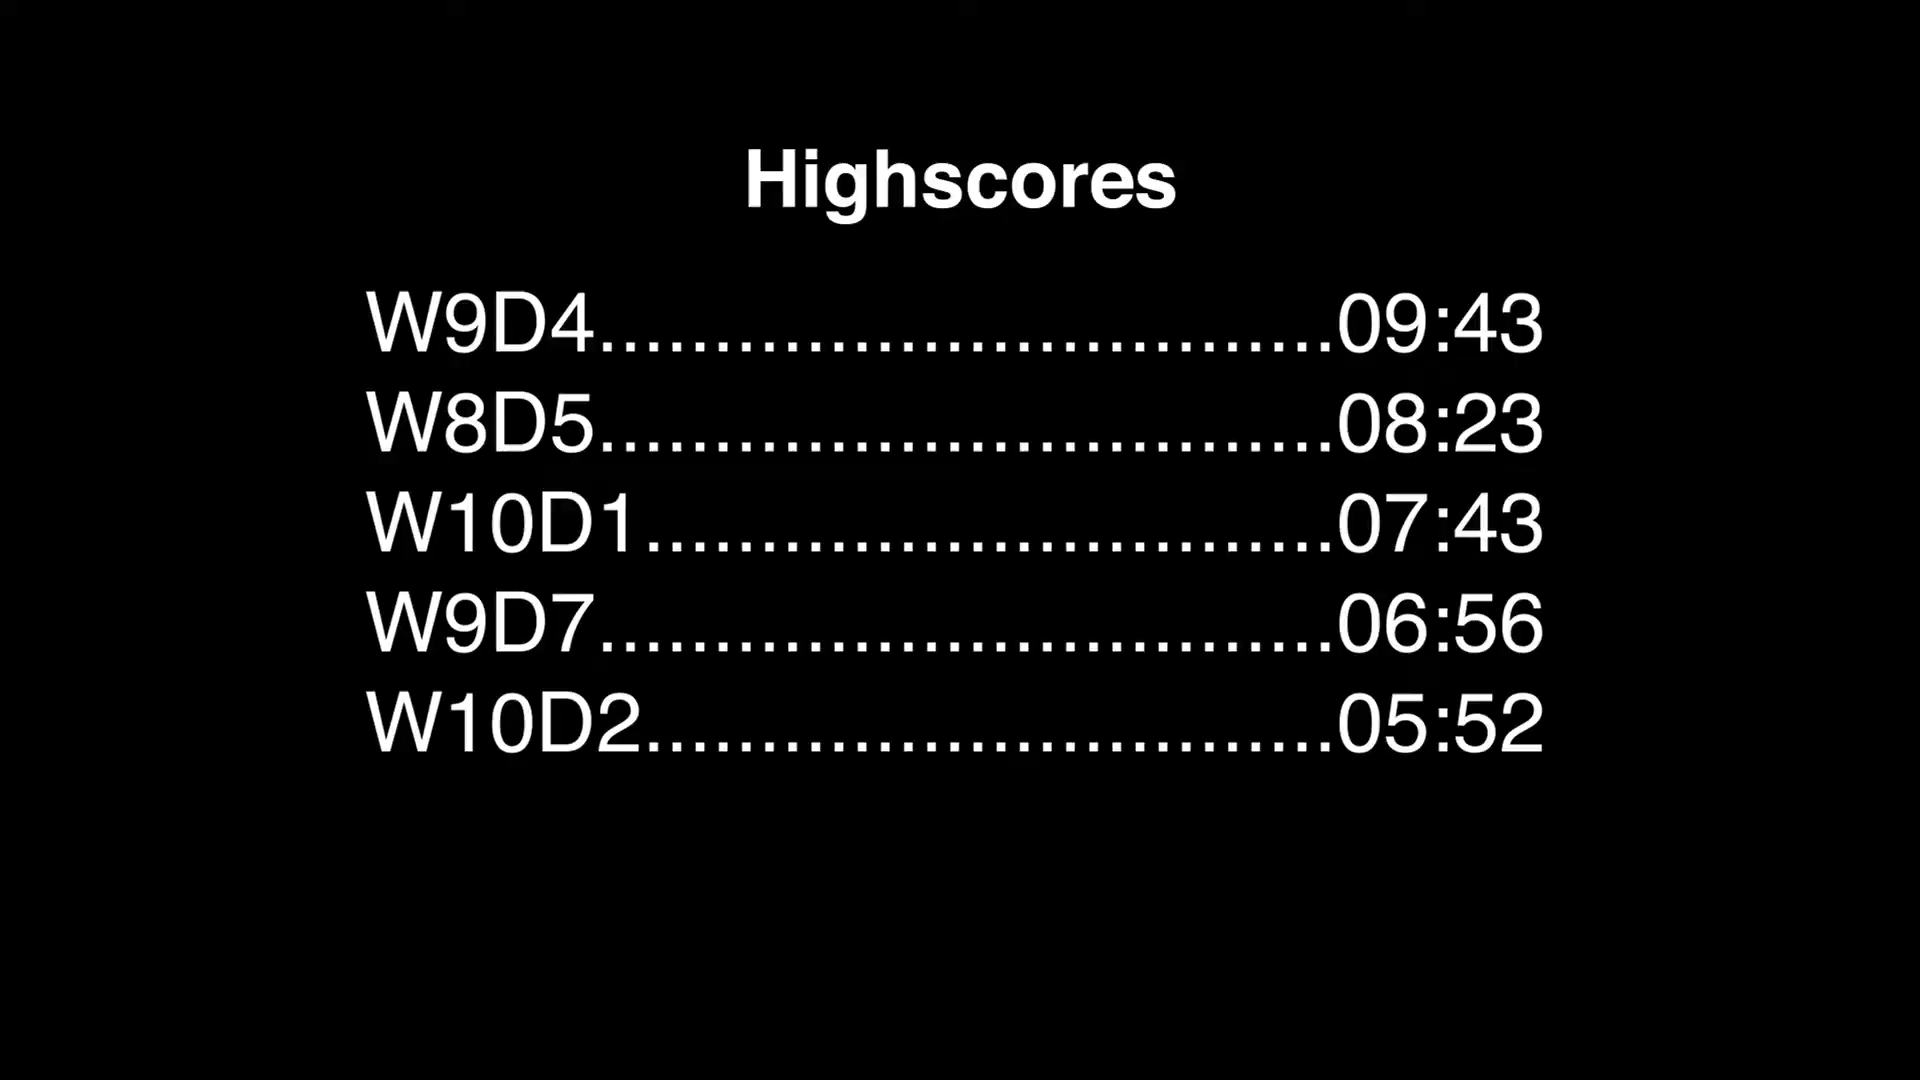 Highscores
W9D4................................09:43
W8D5................................08:23
W10D1..............................07:43
W9D7................................06:56
W10D2..............................05:52